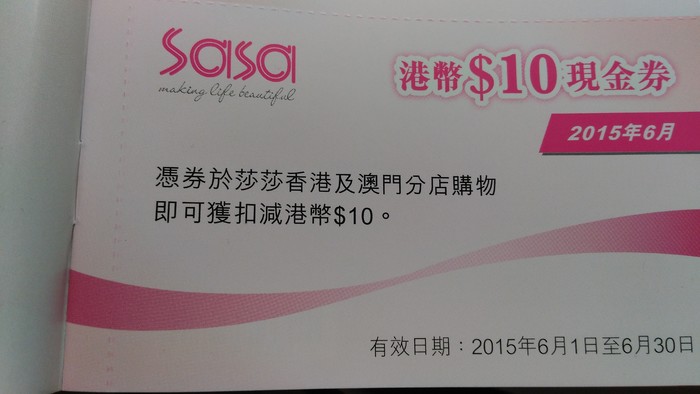 sasa
making life beautiful
港幣$10現金券
2015年6月
憑券於莎莎香港及澳門分店購物
即可獲扣減港幣$10。
有效日期：2015年6月1日至6月30日